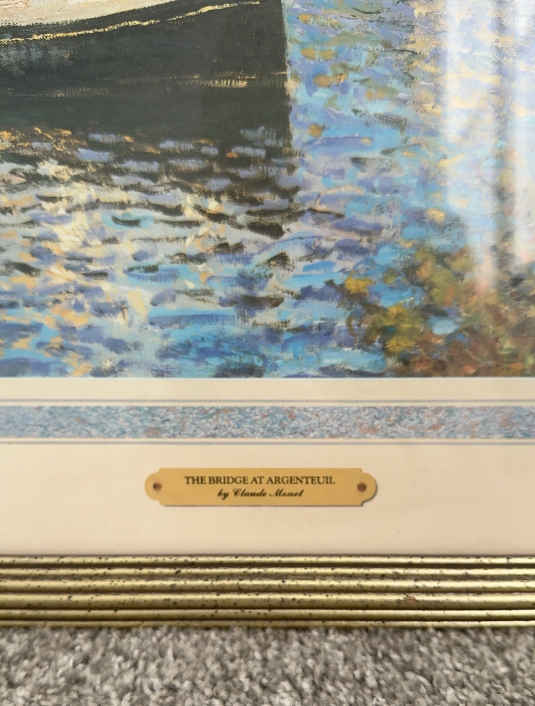 THE BRIDGE AT ARGENTEUIL
by Claude Monet